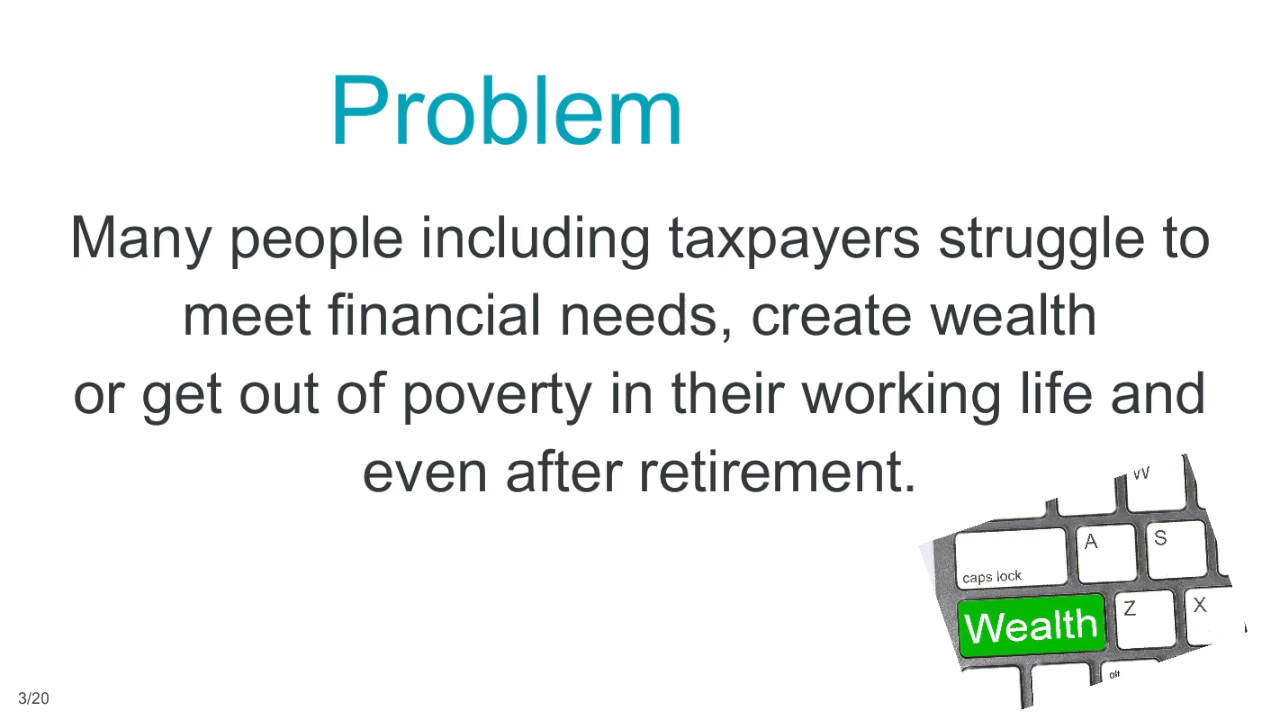 Problem
Many people including taxpayers struggle to
meet financial needs, create wealth
or get out of poverty in their working life and
even after retirement.
W
A
S
caps lock
Wealth
Z
X
alt
3/20